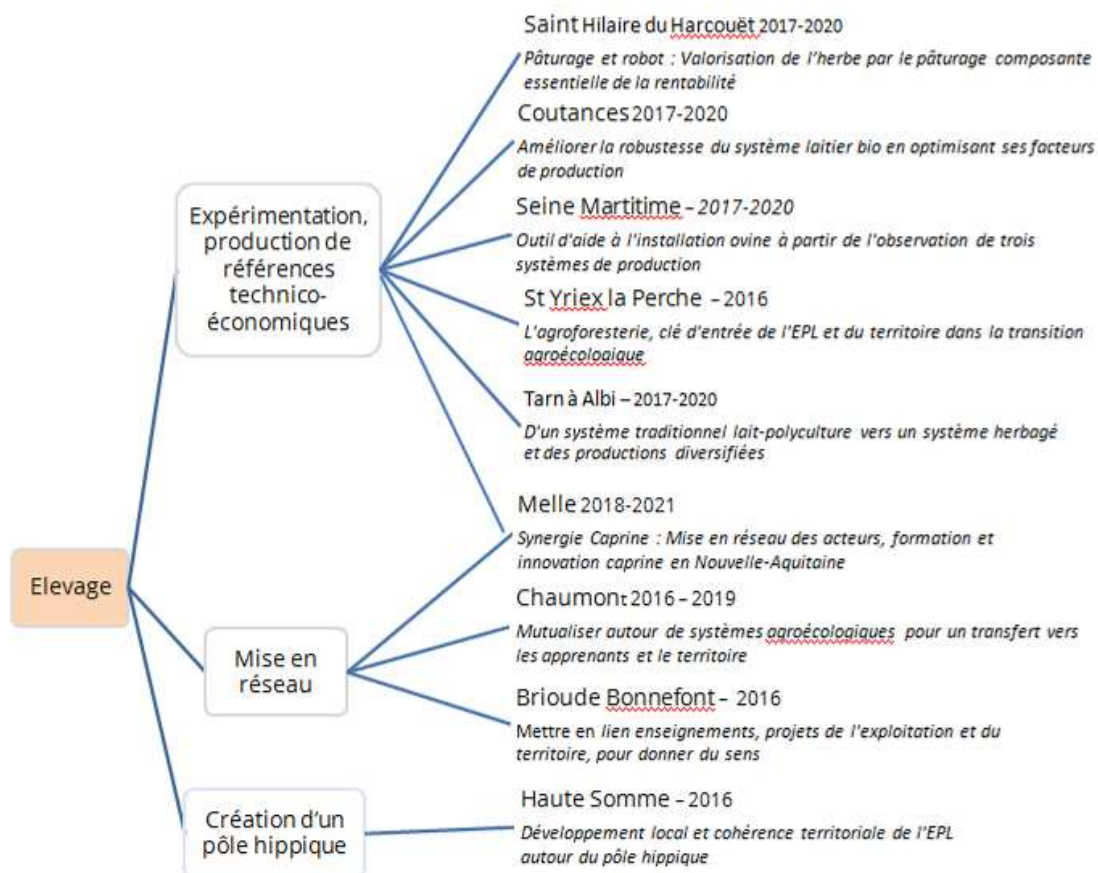 Saint Hilaire du Harcouët 2017-2020
Pâturage et robot : Valorisation de l'herbe par le pâturage composante
essentielle de la rentabilité
Coutances 2017-2020
Améliorer la robustesse du système laitier bio en optimisant ses facteurs
de production
Expérimentation,
production de
références
technico-
économiques
Seine Martitime – 2017-2020
Outil d'aide à l'installation ovine à partir de l'observation de trois
systèmes de production
St Yriex la Perche – 2016
L'agroforesterie, clé d'entrée de l'EPL et du territoire dans la transition
agroécologique
Tarn à Albi – 2017-2020
D'un système traditionnel lait-polyculture vers un système herbagé
et des productions diversifiées
Melle 2018-2021
Synergie Caprine : Mise en réseau des acteurs, formation et
innovation caprine en Nouvelle-Aquitaine
Elevage
Chaumont 2016 – 2019
Mutualiser autour de systèmes agroécologiques pour un transfert vers
les apprenants et le territoire
Mise en
réseau
Brioude Bonnefont – 2016
Mettre en lien enseignements, projets de l'exploitation et du
territoire, pour donner du sens
Création d'un
pôle hippique
Haute Somme – 2016
Développement local et cohérence territoriale de l'EPL
autour du pôle hippique